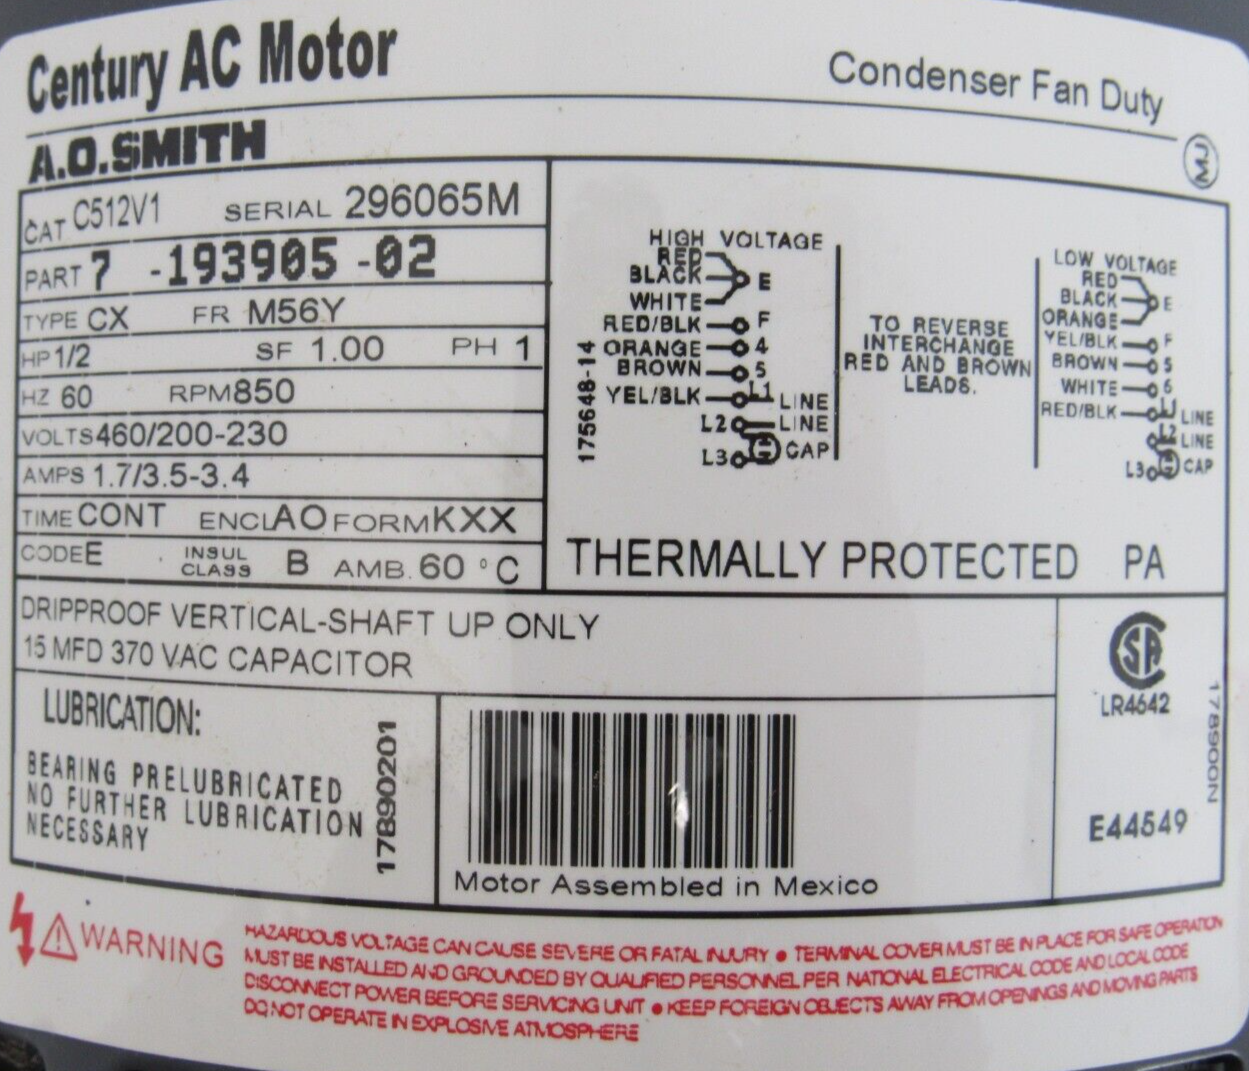 Century AC Motor
Condenser Fan Duty
A.O.SMITH
CAT C512V1 SERIAL 296065M
PART 7 -193905 -02
TYPE CX FR M56Y
HP 1/2 SF 1.00 PH 1
HZ 60 RPM 850
VOLTS 460/200-230
AMPS 1.7/3.5-3.4
TIME CONT ENCL AO FORM KXX
CODE E INSUL CLASS B AMB. 60 °C
175648-14
HIGH VOLTAGE
RED
BLACK E
WHITE
RED/BLK F
ORANGE 4
BROWN 5
YEL/BLK L1 LINE
L2 LINE
L3 CAP
TO REVERSE
INTERCHANGE
RED AND BROWN
LEADS.
LOW VOLTAGE
RED
BLACK E
ORANGE
YEL/BLK F
BROWN 5
WHITE 6
RED/BLK L1 LINE
L2 LINE
L3 CAP
THERMALLY PROTECTED PA
DRIPPROOF VERTICAL-SHAFT UP ONLY
15 MFD 370 VAC CAPACITOR
LUBRICATION:
BEARING PRELUBRICATED
NO FURTHER LUBRICATION
NECESSARY
17890201
Motor Assembled in Mexico
LR4642
178900N
E44549
WARNING
HAZARDOUS VOLTAGE CAN CAUSE SEVERE OR FATAL INJURY ● TERMINAL COVER MUST BE IN PLACE FOR SAFE OPERATION
MUST BE INSTALLED AND GROUNDED BY QUALIFIED PERSONNEL PER NATIONAL ELECTRICAL CODE AND LOCAL CODE
DISCONNECT POWER BEFORE SERVICING UNIT ● KEEP FOREIGN OBJECTS AWAY FROM OPENINGS AND MOVING PARTS
DO NOT OPERATE IN EXPLOSIVE ATMOSPHERE